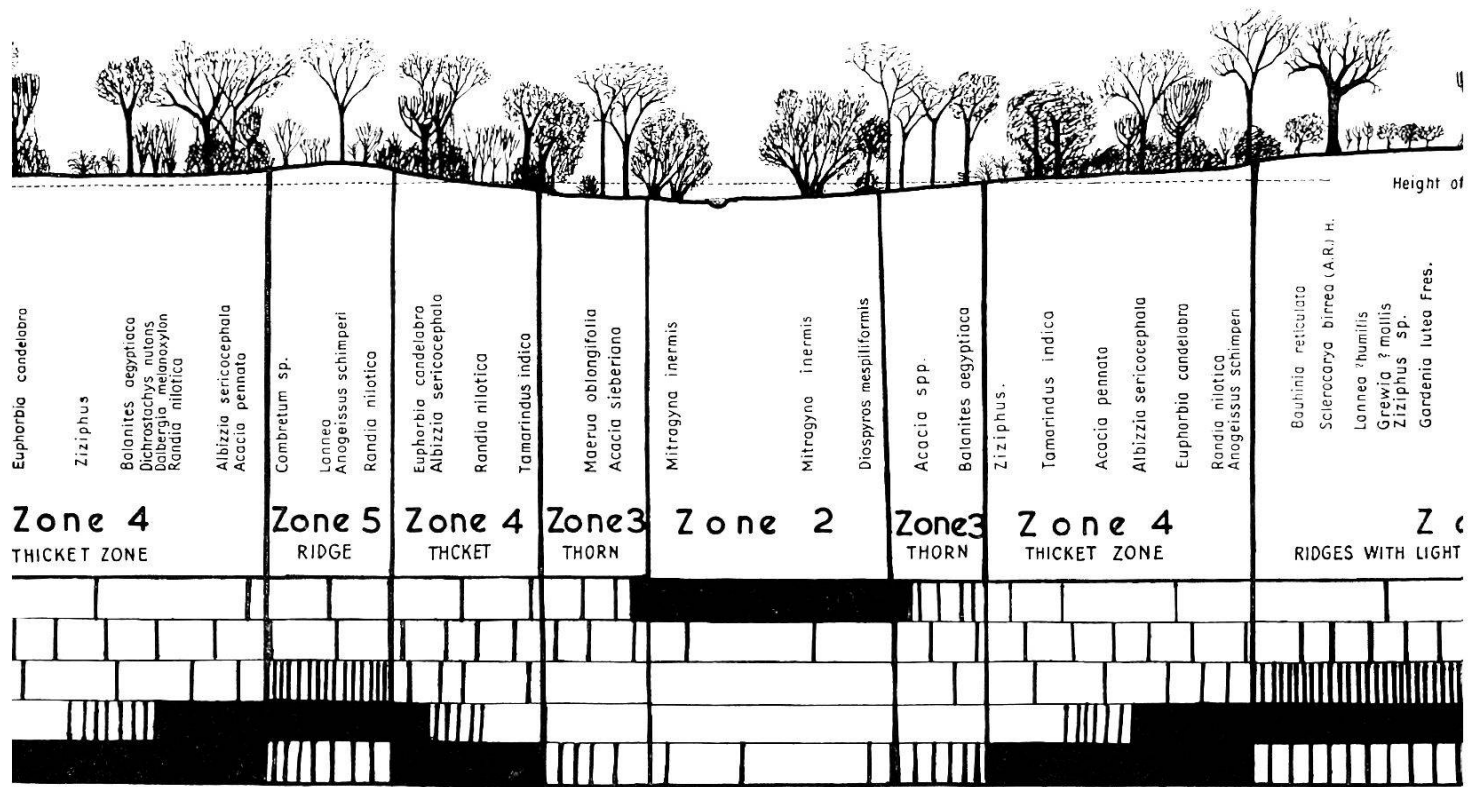 Height of
Euphorbia candelabra
Ziziphus
Balanites aegyptiaca
Dichrostachys nutans
Dalbergia melanoxylon
Randia nilotica
Albizzia sericocephala
Acacia pennata
Combretum sp.
Lannea
Anogeissus schimperi
Randia nilotica
Euphorbia candelabra
Albizzia sericocephala
Randia nilotica
Tamarindus indica
Maerua oblongifolia
Acacia sieberiana
Mitragyna inermis
Mitragyna inermis
Diospyros mespiliformis
Acacia spp.
Balanites aegyptiaca
Ziziphus.
Tamarindus indica
Acacia pennata
Albizzia sericocephala
Euphorbia candelabra
Randia nilotica
Anogeissus schimperi
Bauhinia reticulata
Sclerocarya birrea (A.R.) H.
Lannea ?humilis
Grewia ? mollis
Ziziphus sp.
Gardenia lutea Fres.
Zone 4
THICKET ZONE
Zone 5
RIDGE
Zone 4
THCKET
Zone 3
THORN
Zone 2
Zone 3
THORN
Zone 4
THICKET ZONE
Z
RIDGES WITH LIGHT